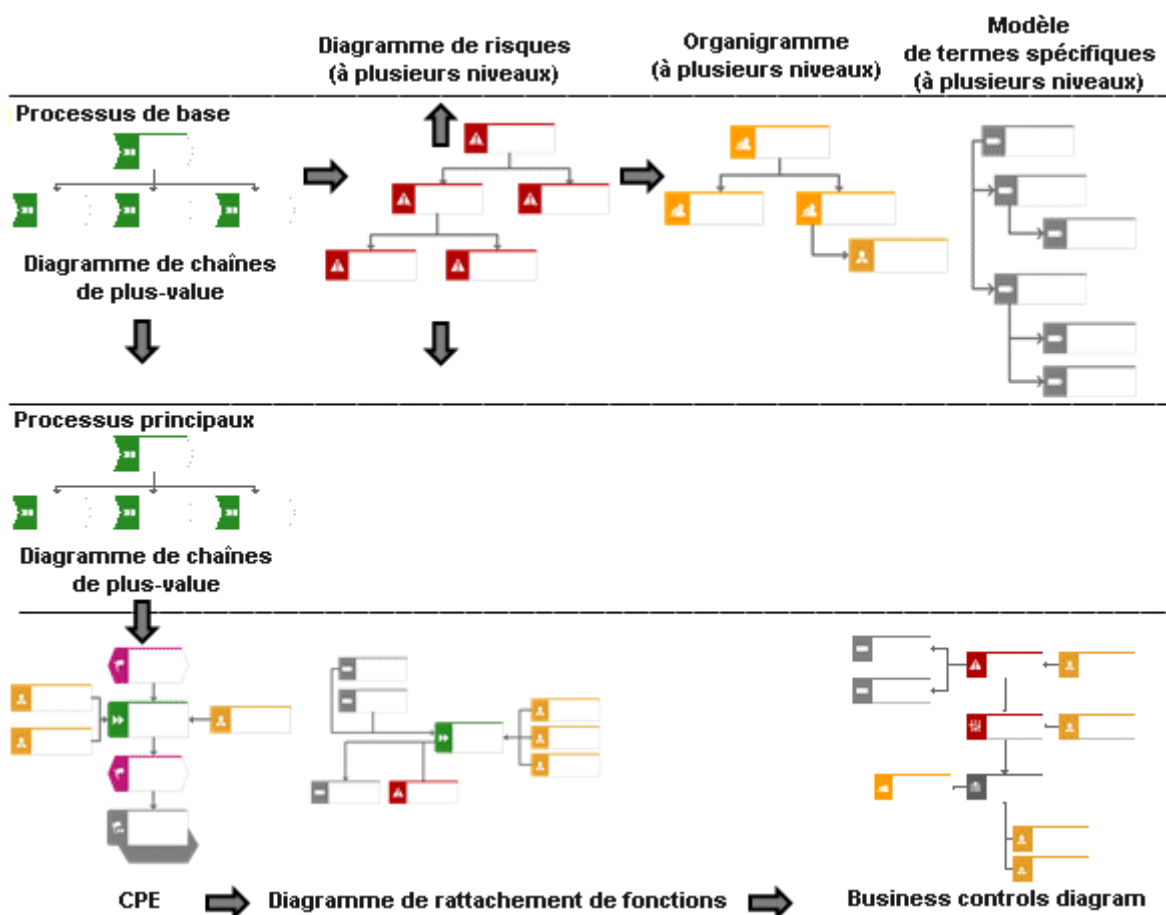 Diagramme de risques
(à plusieurs niveaux)
Organigramme
(à plusieurs niveaux)
Modèle
de termes spécifiques
(à plusieurs niveaux)
Processus de base
Diagramme de chaînes
de plus-value
Processus principaux
Diagramme de chaînes
de plus-value
CPE
Diagramme de rattachement de fonctions
Business controls diagram